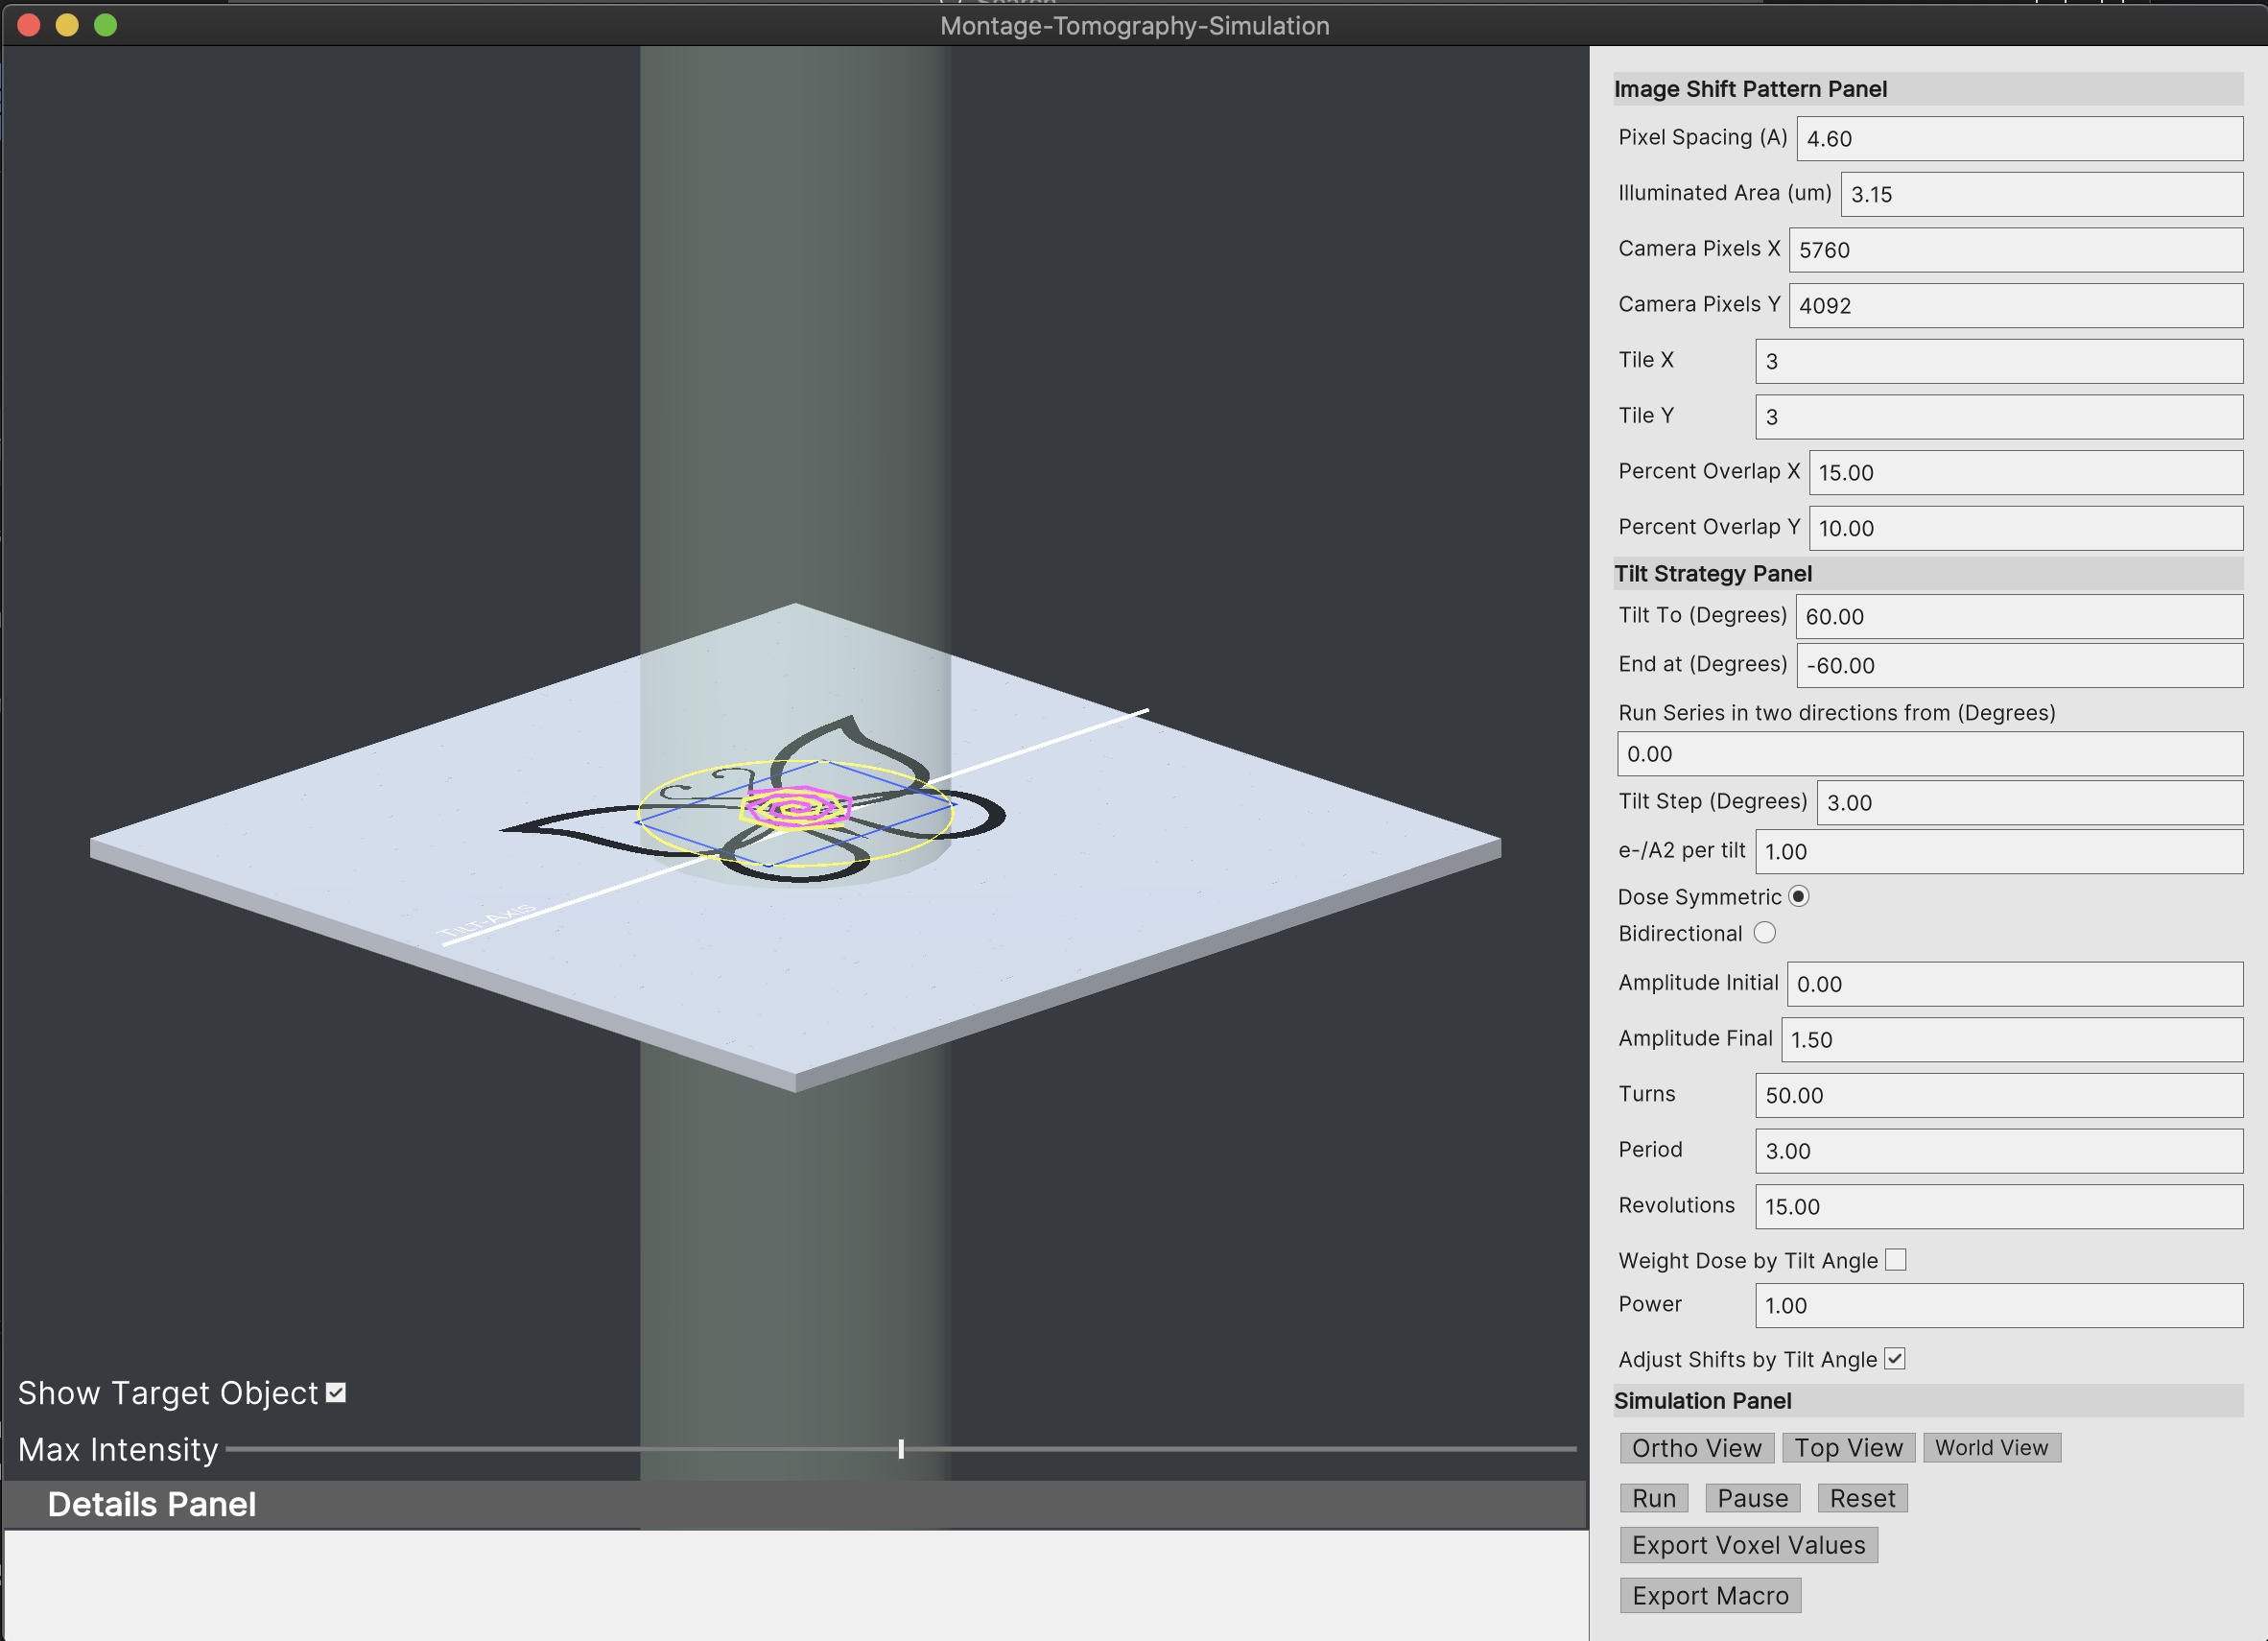 Montage-Tomography-Simulation
Image Shift Pattern Panel
Pixel Spacing (A) 4.60
Illuminated Area (um) 3.15
Camera Pixels X 5760
Camera Pixels Y 4092
Tile X 3
Tile Y 3
Percent Overlap X 15.00
Percent Overlap Y 10.00
Tilt Strategy Panel
Tilt To (Degrees) 60.00
End at (Degrees) -60.00
Run Series in two directions from (Degrees)
0.00
Tilt Step (Degrees) 3.00
e-/A2 per tilt 1.00
Dose Symmetric
Bidirectional
Amplitude Initial 0.00
Amplitude Final 1.50
Turns 50.00
Period 3.00
Revolutions 15.00
Weight Dose by Tilt Angle
Power 1.00
Adjust Shifts by Tilt Angle
Simulation Panel
Ortho View Top View World View
Run Pause Reset
Export Voxel Values
Export Macro
Tilt-Axis
Show Target Object
Max Intensity
Details Panel